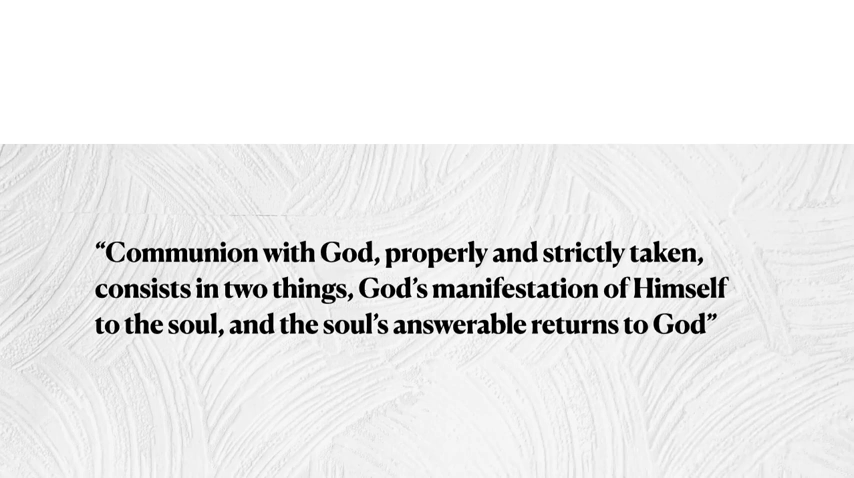 “Communion with God, properly and strictly taken,
consists in two things, God’s manifestation of Himself
to the soul, and the soul’s answerable returns to God”